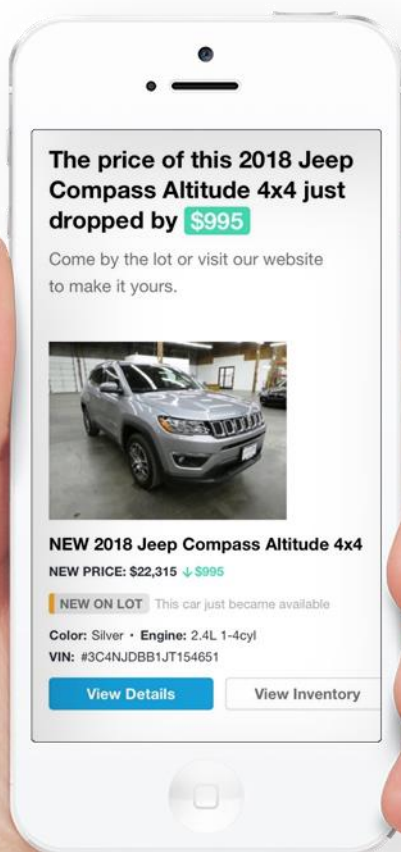 The price of this 2018 Jeep
Compass Altitude 4x4 just
dropped by $995
Come by the lot or visit our website
to make it yours.
NEW 2018 Jeep Compass Altitude 4x4
NEW PRICE: $22,315 ↓$995
NEW ON LOT This car just became available
Color: Silver • Engine: 2.4L 1-4cyl
VIN: #3C4NJDBB1JT154651
View Details View Inventory